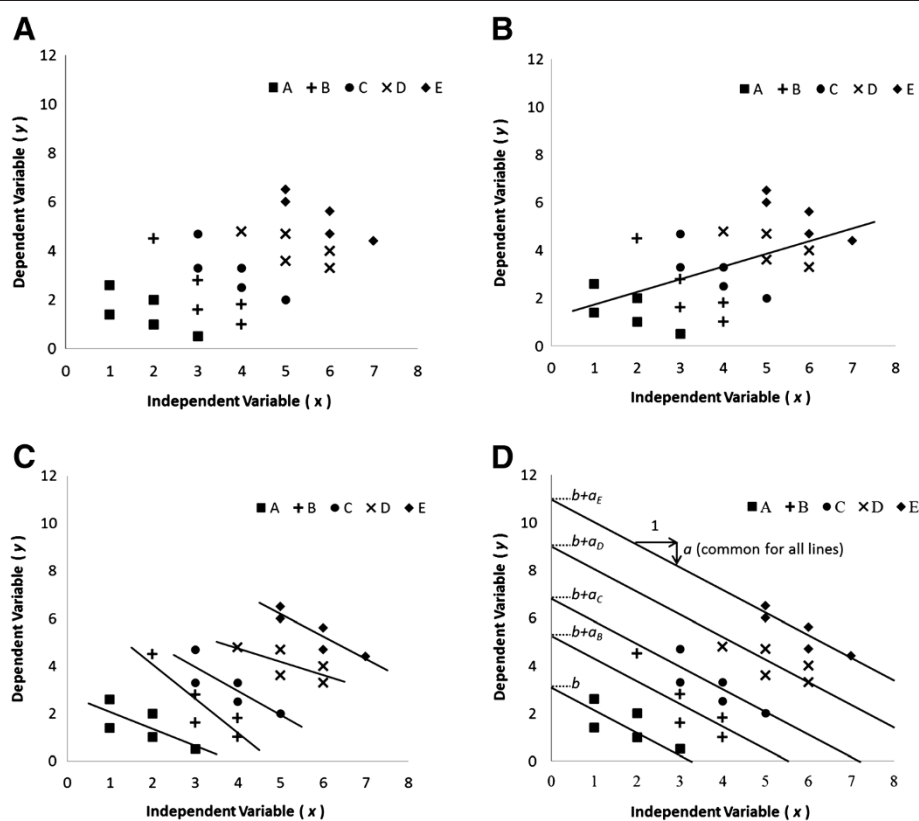 A
12
10
8
6
4
2
0
Dependent Variable ( y )
A B C D E
0 1 2 3 4 5 6 7 8
Independent Variable ( x )
B
12
10
8
6
4
2
0
Dependent Variable ( y )
A B C D E
0 1 2 3 4 5 6 7 8
Independent Variable ( x )
C
12
10
8
6
4
2
0
Dependent Variable ( y )
A B C D E
0 1 2 3 4 5 6 7 8
Independent Variable ( x )
D
12
10
8
6
4
2
0
Dependent Variable ( y )
b+aE
A B C D E
1
a (common for all lines)
b+aD
b+aC
b+aB
b
0 1 2 3 4 5 6 7 8
Independent Variable ( x )